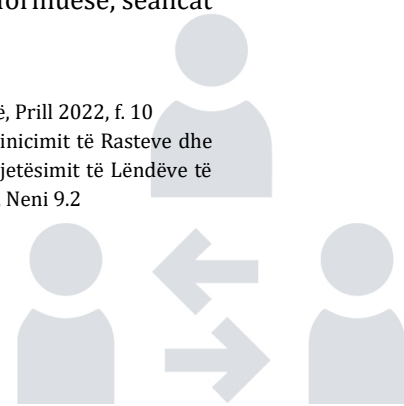 formuese, seancat
ë, Prill 2022, f. 10
inicimit të Rasteve dhe
jetësimit të Lëndëve të
Neni 9.2